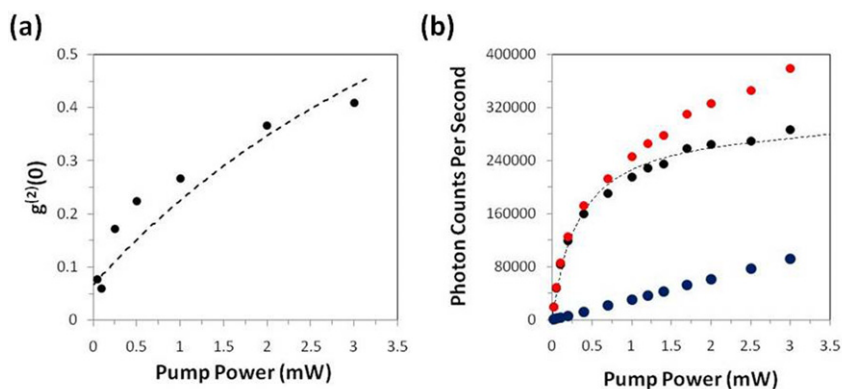 (a)
0.5
0.4
0.3
0.2
0.1
0
g(2)(0)
0 0.5 1 1.5 2 2.5 3 3.5
Pump Power (mW)
(b)
400000
320000
240000
160000
80000
0
Photon Counts Per Second
0 0.5 1 1.5 2 2.5 3 3.5
Pump Power (mW)